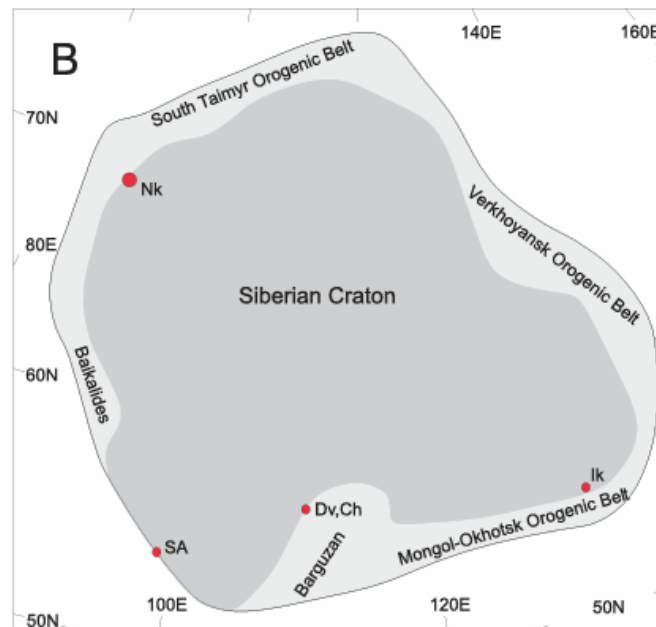 B
140E
160E
South Taimyr Orogenic Belt
70N
Nk
Verkhoyansk Orogenic Belt
80E
Siberian Craton
Baikalides
60N
Ik
Dv,Ch
Mongol-Okhotsk Orogenic Belt
SA
Barguzan
100E
120E
50N
50N